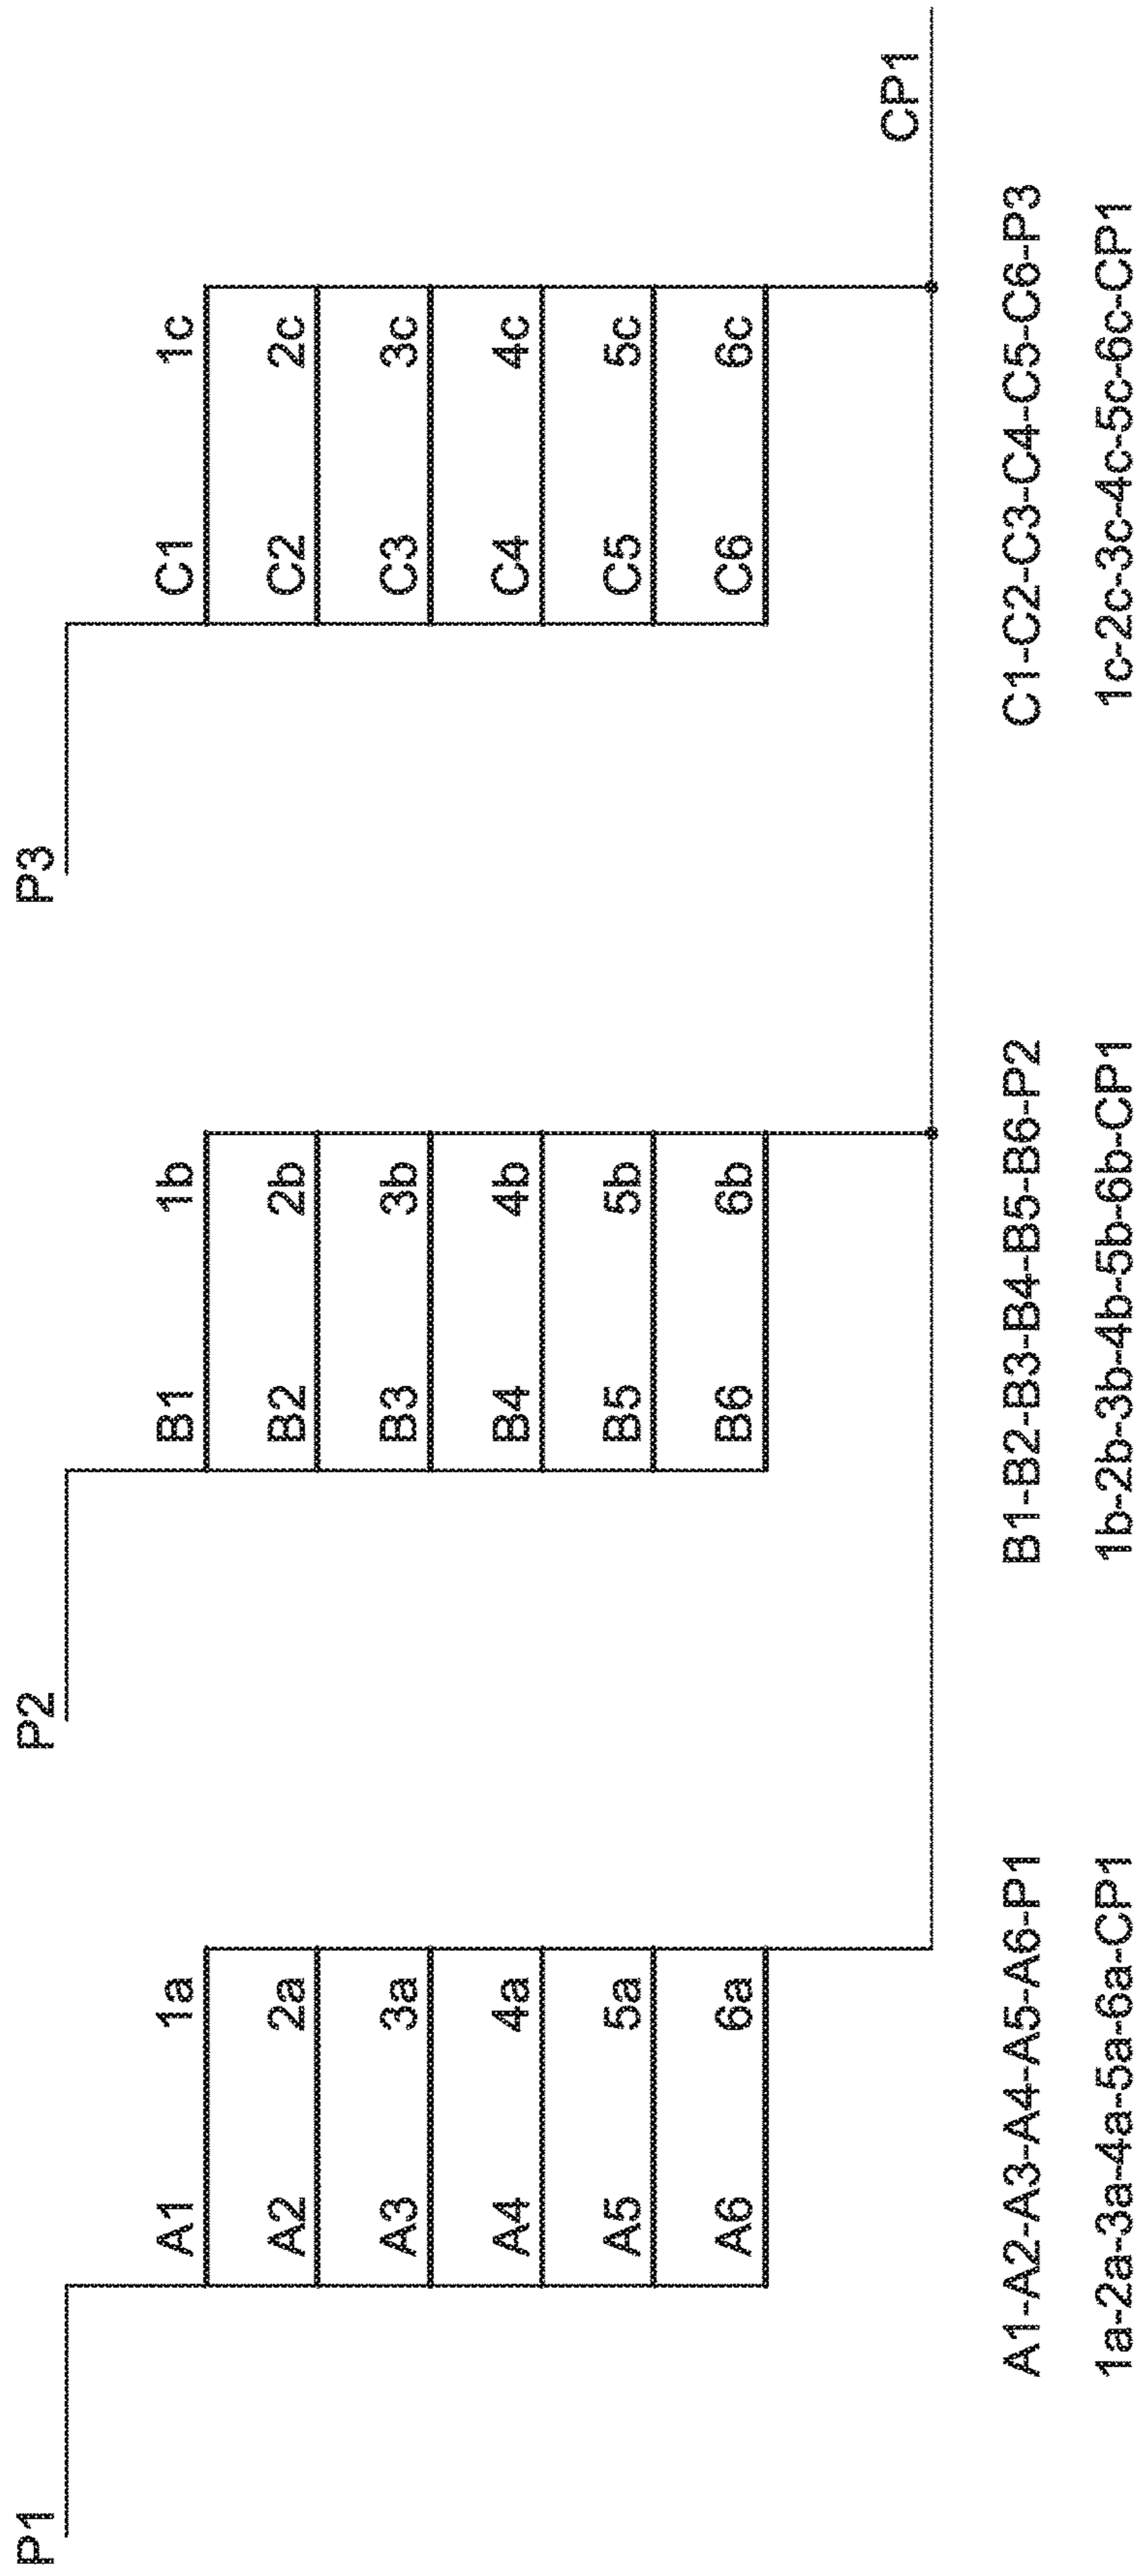 P1
P2
P3
A1 1a
A2 2a
A3 3a
A4 4a
A5 5a
A6 6a
B1 1b
B2 2b
B3 3b
B4 4b
B5 5b
B6 6b
C1 1c
C2 2c
C3 3c
C4 4c
C5 5c
C6 6c
CP1
A1-A2-A3-A4-A5-A6-P1
1a-2a-3a-4a-5a-6a-CP1
B1-B2-B3-B4-B5-B6-P2
1b-2b-3b-4b-5b-6b-CP1
C1-C2-C3-C4-C5-C6-P3
1c-2c-3c-4c-5c-6c-CP1